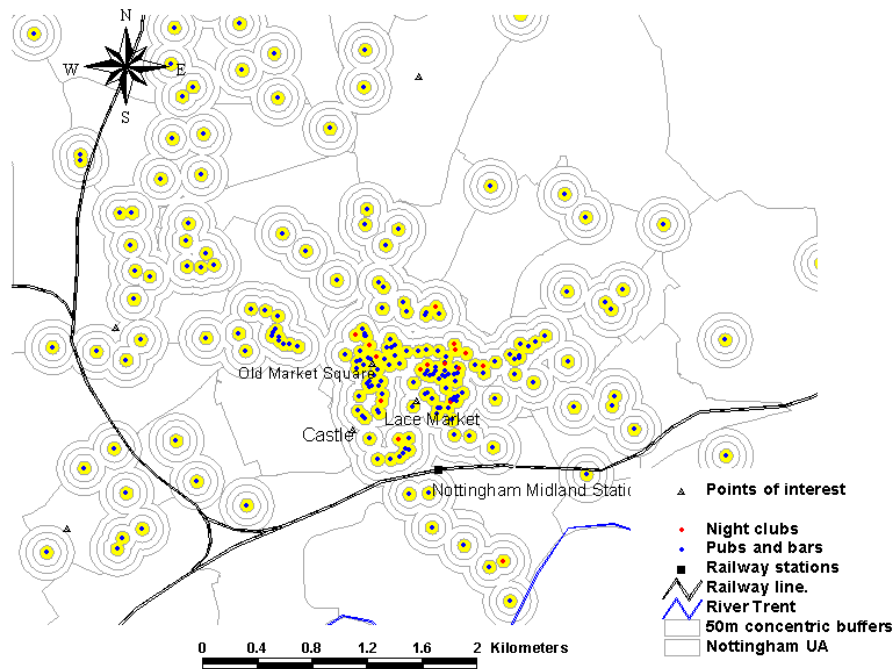 N
W E
S
Old Market Square
Lace Market
Castle
Nottingham Midland Static
Points of interest
Night clubs
Pubs and bars
Railway stations
Railway line.
River Trent
50m concentric buffers
Nottingham UA
0 0.4 0.8 1.2 1.6 2 Kilometers